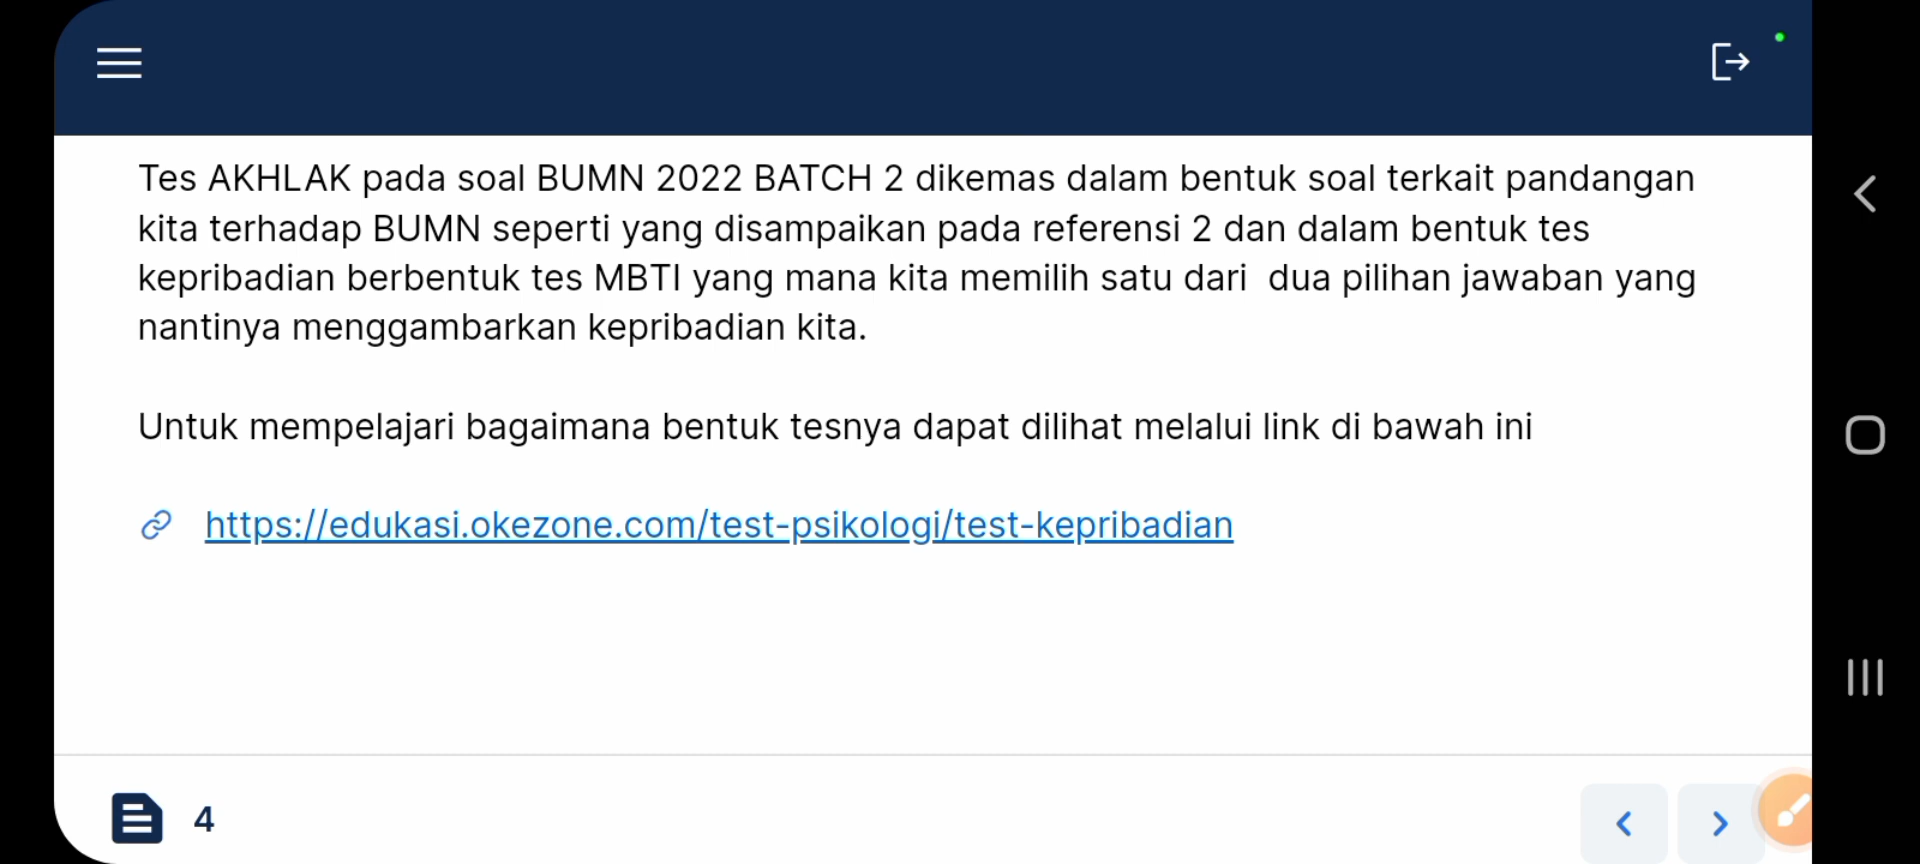 Tes AKHLAK pada soal BUMN 2022 BATCH 2 dikemas dalam bentuk soal terkait pandangan
kita terhadap BUMN seperti yang disampaikan pada referensi 2 dan dalam bentuk tes
kepribadian berbentuk tes MBTI yang mana kita memilih satu dari  dua pilihan jawaban yang
nantinya menggambarkan kepribadian kita.
Untuk mempelajari bagaimana bentuk tesnya dapat dilihat melalui link di bawah ini
https://edukasi.okezone.com/test-psikologi/test-kepribadian
4